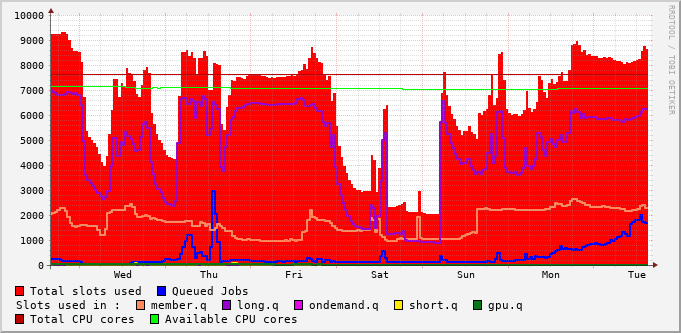 10000
9000
8000
7000
6000
5000
4000
3000
2000
1000
0
Wed Thu Fri Sat Sun Mon Tue
RRDTOOL / TOBI OETIKER
Total slots used Queued Jobs
Slots used in : member.q long.q ondemand.q short.q gpu.q
Total CPU cores Available CPU cores